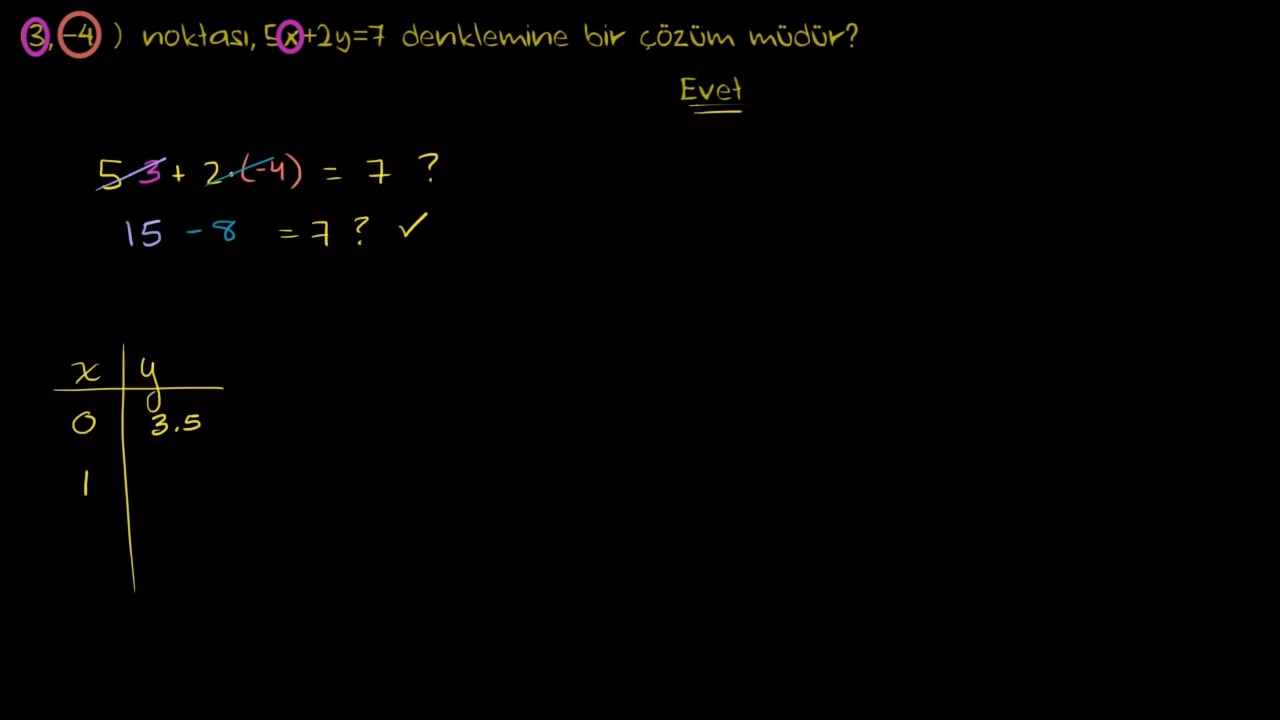 3, -4 ) noktası, 5x+2y=7 denklemine bir çözüm müdür?
Evet
5·3 + 2·(-4) = 7 ?
15 - 8 = 7 ? ✓
x y
0 3.5
1